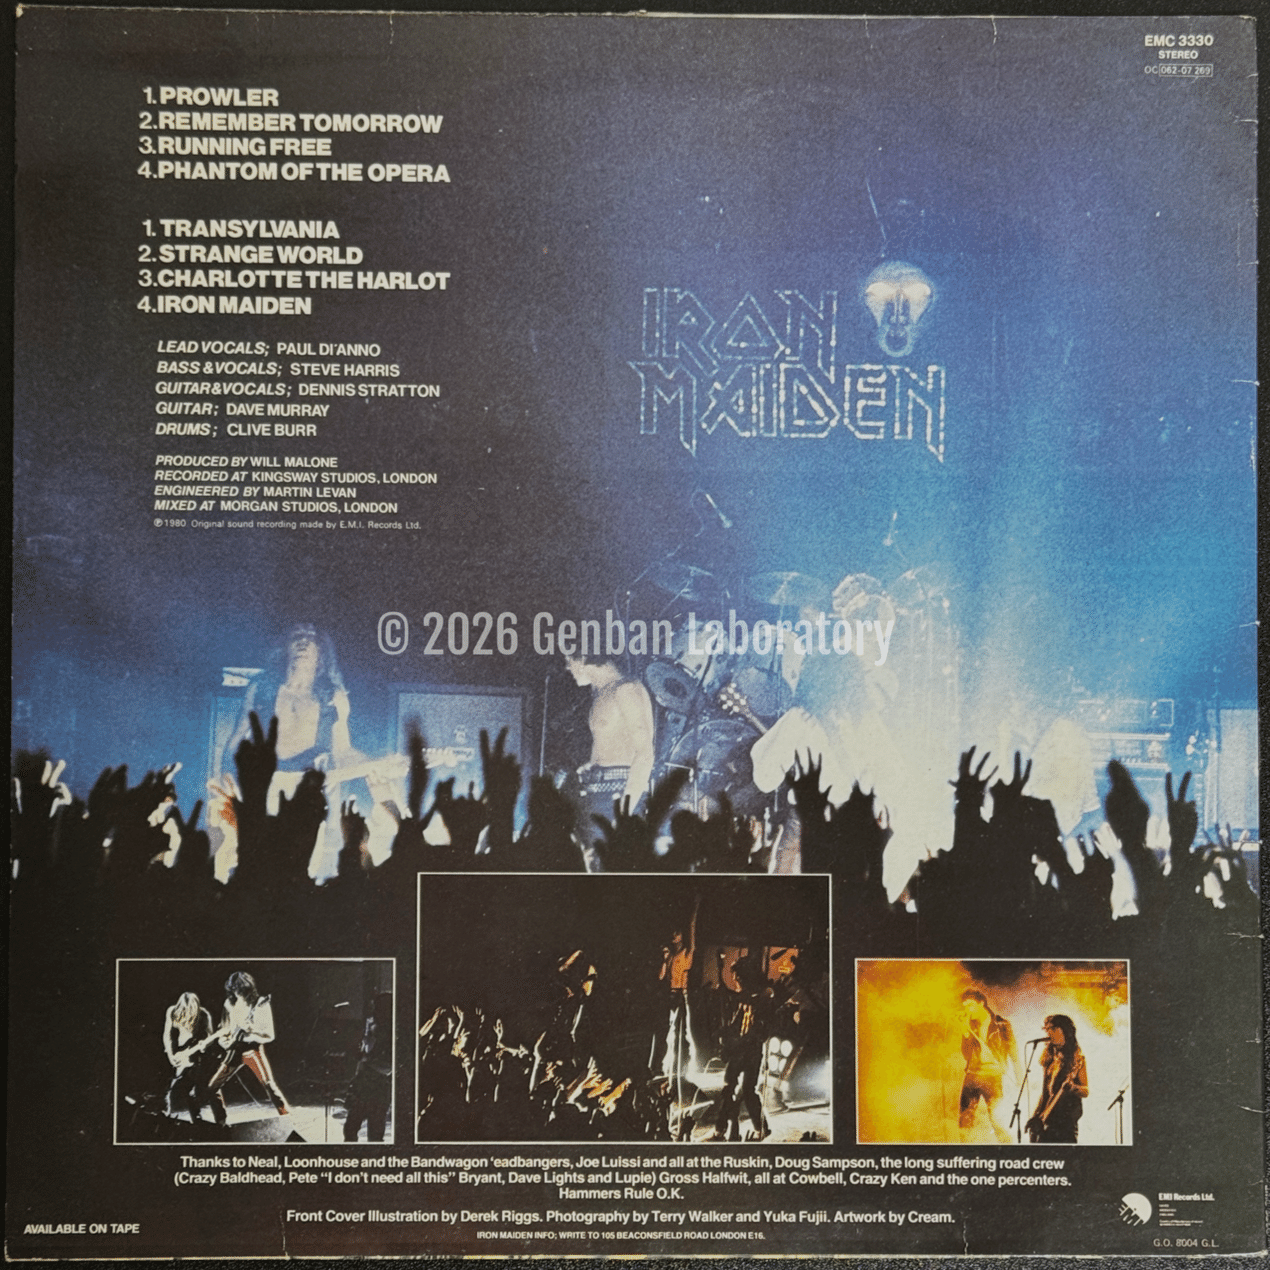 EMC 3330
STEREO
OC 062-07 269
1. PROWLER
2. REMEMBER TOMORROW
3. RUNNING FREE
4. PHANTOM OF THE OPERA
1. TRANSYLVANIA
2. STRANGE WORLD
3. CHARLOTTE THE HARLOT
4. IRON MAIDEN
LEAD VOCALS; PAUL DI'ANNO
BASS & VOCALS; STEVE HARRIS
GUITAR & VOCALS; DENNIS STRATTON
GUITAR; DAVE MURRAY
DRUMS; CLIVE BURR
PRODUCED BY WILL MALONE
RECORDED AT KINGSWAY STUDIOS, LONDON
ENGINEERED BY MARTIN LEVAN
MIXED AT MORGAN STUDIOS, LONDON
℗ 1980 Original sound recording made by E.M.I. Records Ltd.
IRON
MAIDEN
© 2026 Genban Laboratory
Thanks to Neal, Loonhouse and the Bandwagon 'eadbangers, Joe Luissi and all at the Ruskin, Doug Sampson, the long suffering road crew
(Crazy Baldhead, Pete "I don't need all this" Bryant, Dave Lights and Lupie) Gross Halfwit, all at Cowbell, Crazy Ken and the one percenters.
Hammers Rule O.K.
Front Cover Illustration by Derek Riggs. Photography by Terry Walker and Yuka Fujii. Artwork by Cream.
IRON MAIDEN INFO; WRITE TO 105 BEACONSFIELD ROAD LONDON E16.
AVAILABLE ON TAPE
EMI Records Ltd.
G.O. 8004 G.L.